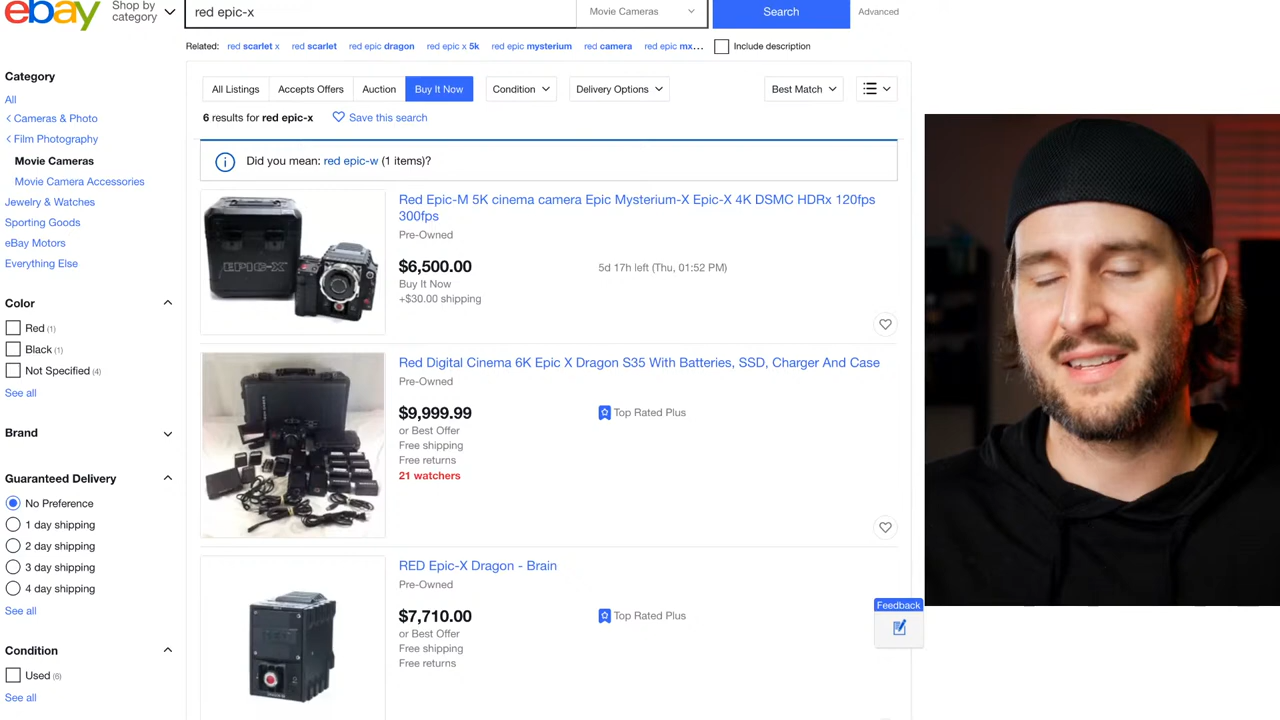 ebay
Shop by
category
red epic-x
Movie Cameras
Search
Advanced
Related: red scarlet x red scarlet red epic dragon red epic x 5k red epic mysterium red camera red epic mx... Include description
Category
All
Cameras & Photo
Film Photography
Movie Cameras
Movie Camera Accessories
Jewelry & Watches
Sporting Goods
eBay Motors
Everything Else
Color
Red (1)
Black (1)
Not Specified (4)
See all
Brand
Guaranteed Delivery
No Preference
1 day shipping
2 day shipping
3 day shipping
4 day shipping
See all
Condition
Used (6)
See all
All Listings Accepts Offers Auction Buy It Now Condition Delivery Options Best Match
6 results for red epic-x Save this search
Did you mean: red epic-w (1 items)?
EPIC-X
Red Epic-M 5K cinema camera Epic Mysterium-X Epic-X 4K DSMC HDRx 120fps
300fps
Pre-Owned
$6,500.00 5d 17h left (Thu, 01:52 PM)
Buy It Now
+$30.00 shipping
Red Digital Cinema 6K Epic X Dragon S35 With Batteries, SSD, Charger And Case
Pre-Owned
$9,999.99 Top Rated Plus
or Best Offer
Free shipping
Free returns
21 watchers
RED Epic-X Dragon - Brain
Pre-Owned
$7,710.00 Top Rated Plus
or Best Offer
Free shipping
Free returns
Feedback